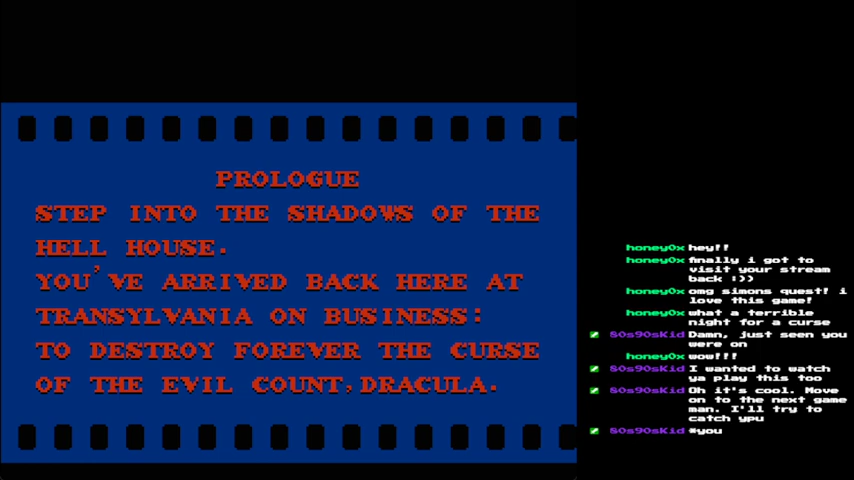 PROLOGUE
STEP INTO THE SHADOWS OF THE
HELL HOUSE.
YOU'VE ARRIVED BACK HERE AT
TRANSYLVANIA ON BUSINESS:
TO DESTROY FOREVER THE CURSE
OF THE EVIL COUNT,DRACULA.
honey0x hey!!
honey0x finally i got to
visit your stream
back :))
honey0x omg simons quest! i
love this game!
honey0x what a terrible
night for a curse
80s90sKid Damn, just seen you
were on
honey0x wow!!!
80s90sKid I wanted to watch
ya play this too
80s90sKid Oh it's cool. Move
on to the next game
man. I'll try to
catch ypu
80s90sKid *you